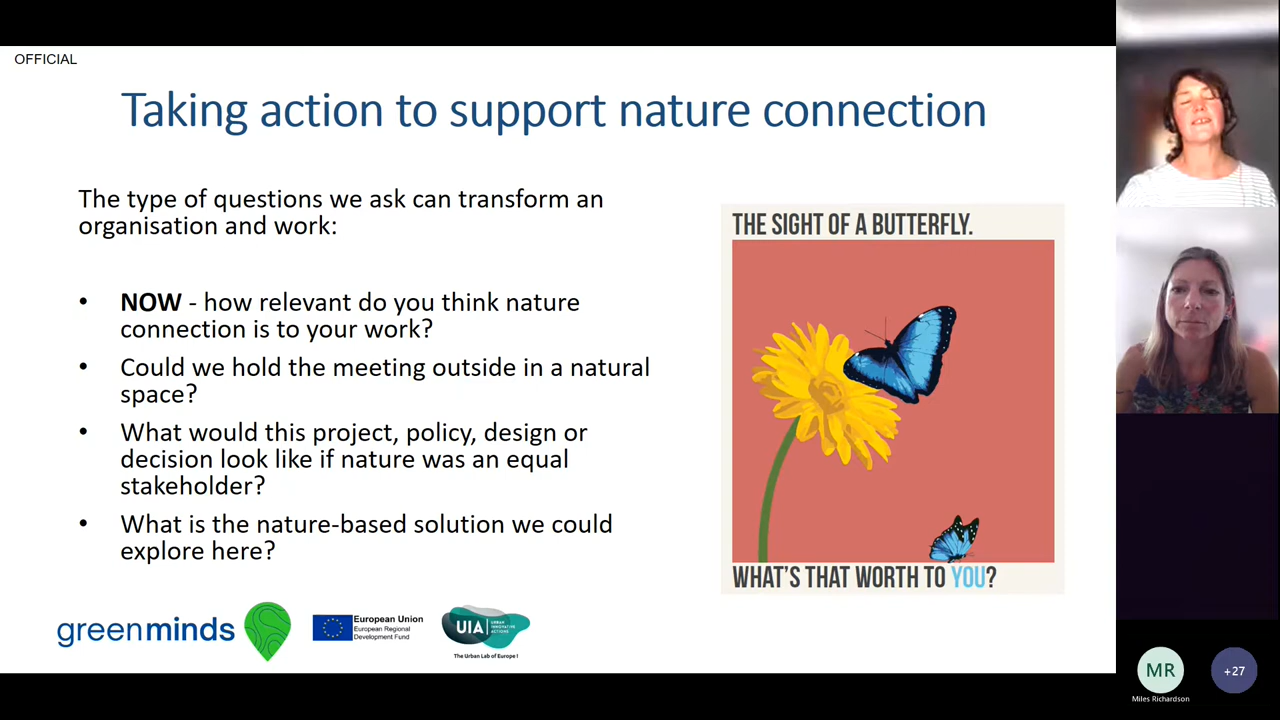 OFFICIAL
Taking action to support nature connection
The type of questions we ask can transform an
organisation and work:
• NOW - how relevant do you think nature
connection is to your work?
• Could we hold the meeting outside in a natural
space?
• What would this project, policy, design or
decision look like if nature was an equal
stakeholder?
• What is the nature-based solution we could
explore here?
THE SIGHT OF A BUTTERFLY.
WHAT'S THAT WORTH TO YOU?
greenminds
European Union
European Regional
Development Fund
UIA
URBAN
INNOVATIVE
ACTIONS
The Urban Lab of Europe!
MR
Miles Richardson
+27